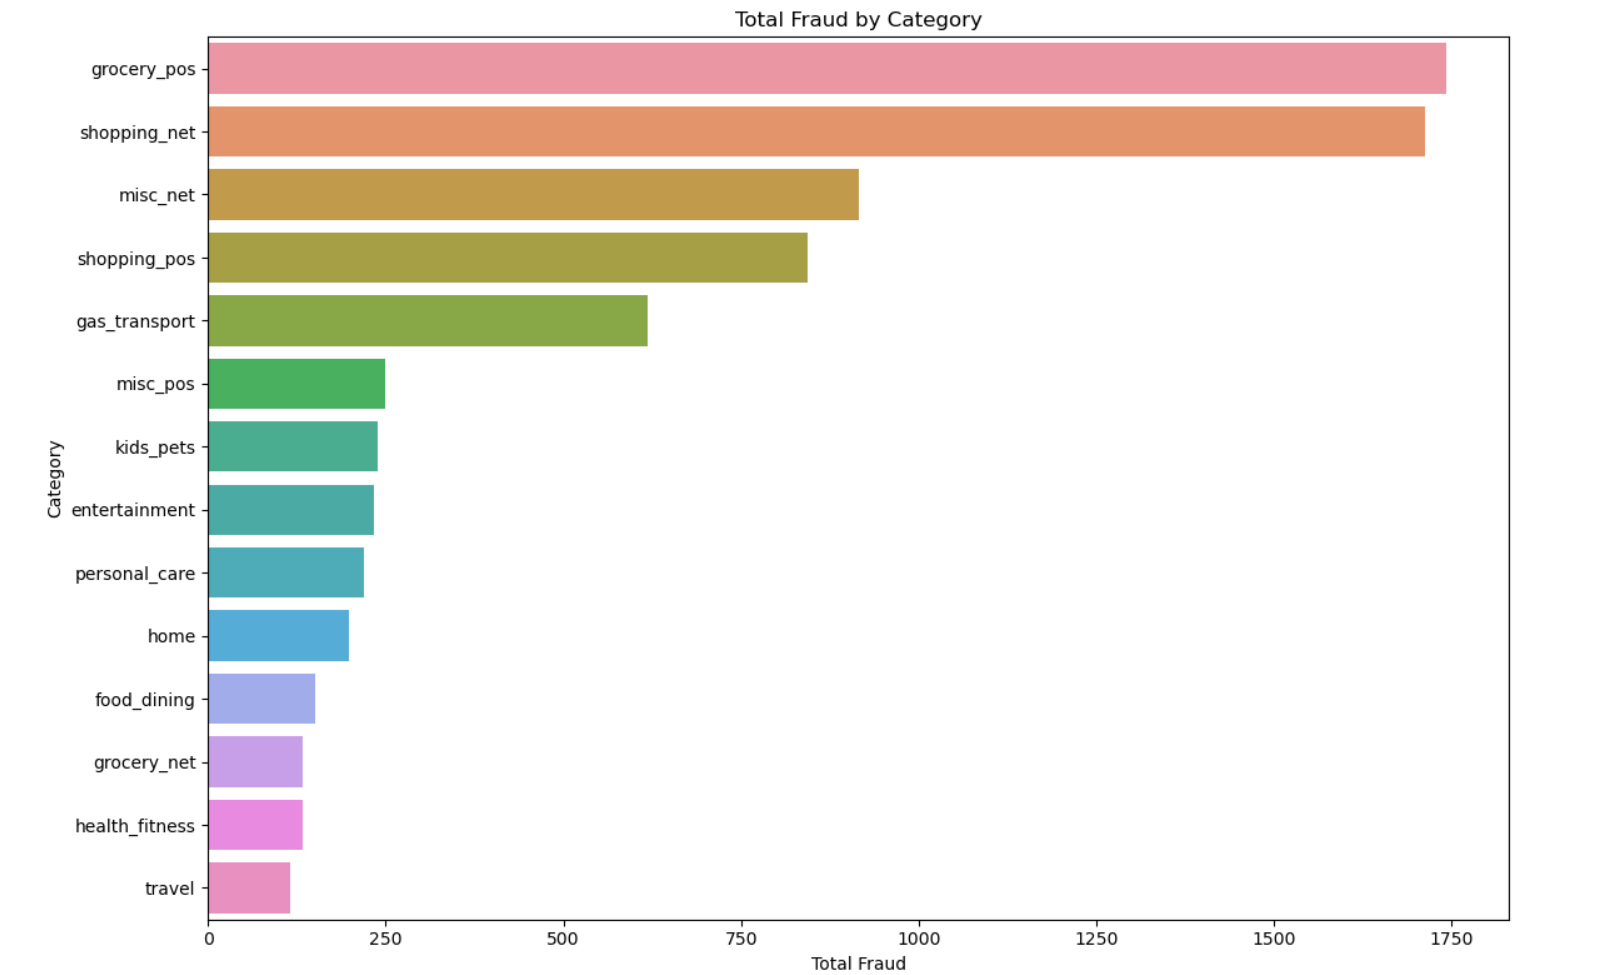 Total Fraud by Category
grocery_pos
shopping_net
misc_net
shopping_pos
gas_transport
misc_pos
kids_pets
entertainment
personal_care
home
food_dining
grocery_net
health_fitness
travel
Category
0 250 500 750 1000 1250 1500 1750
Total Fraud